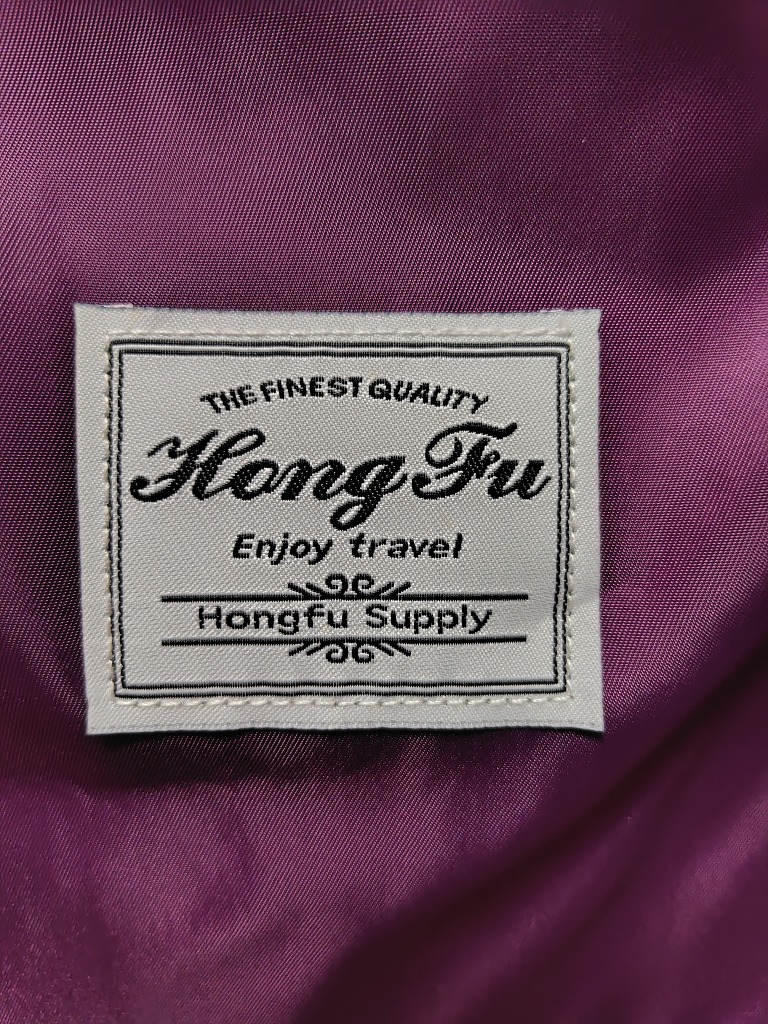 THE FINEST QUALITY
Hong Fu
Enjoy travel
Hongfu Supply